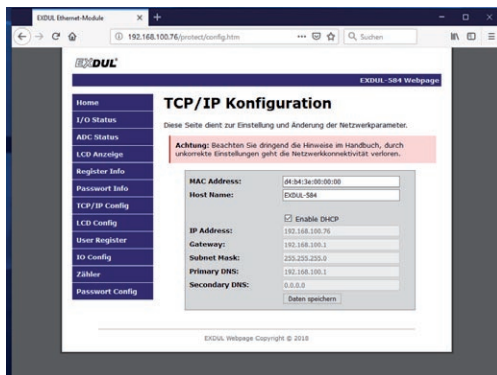 EXDUL Ethernet-Module
192.168.100.76/protect/config.htm
Suchen
EXDUL
EXDUL-584 Webpage
Home
I/O Status
ADC Status
LCD Anzeige
Register Info
Passwort Info
TCP/IP Config
LCD Config
User Register
IO Config
Zähler
Passwort Config
TCP/IP Konfiguration
Diese Seite dient zur Einstellung und Änderung der Netzwerkparameter.
Achtung: Beachten Sie dringend die Hinweise im Handbuch, durch
unkorrekte Einstellungen geht die Netzwerkkonnektivität verloren.
MAC Address: d4:b4:3e:00:00:00
Host Name: EXDUL-584
Enable DHCP
IP Address: 192.168.100.76
Gateway: 192.168.100.1
Subnet Mask: 255.255.255.0
Primary DNS: 192.168.100.1
Secondary DNS: 0.0.0.0
Daten speichern
EXDUL Webpage Copyright © 2018